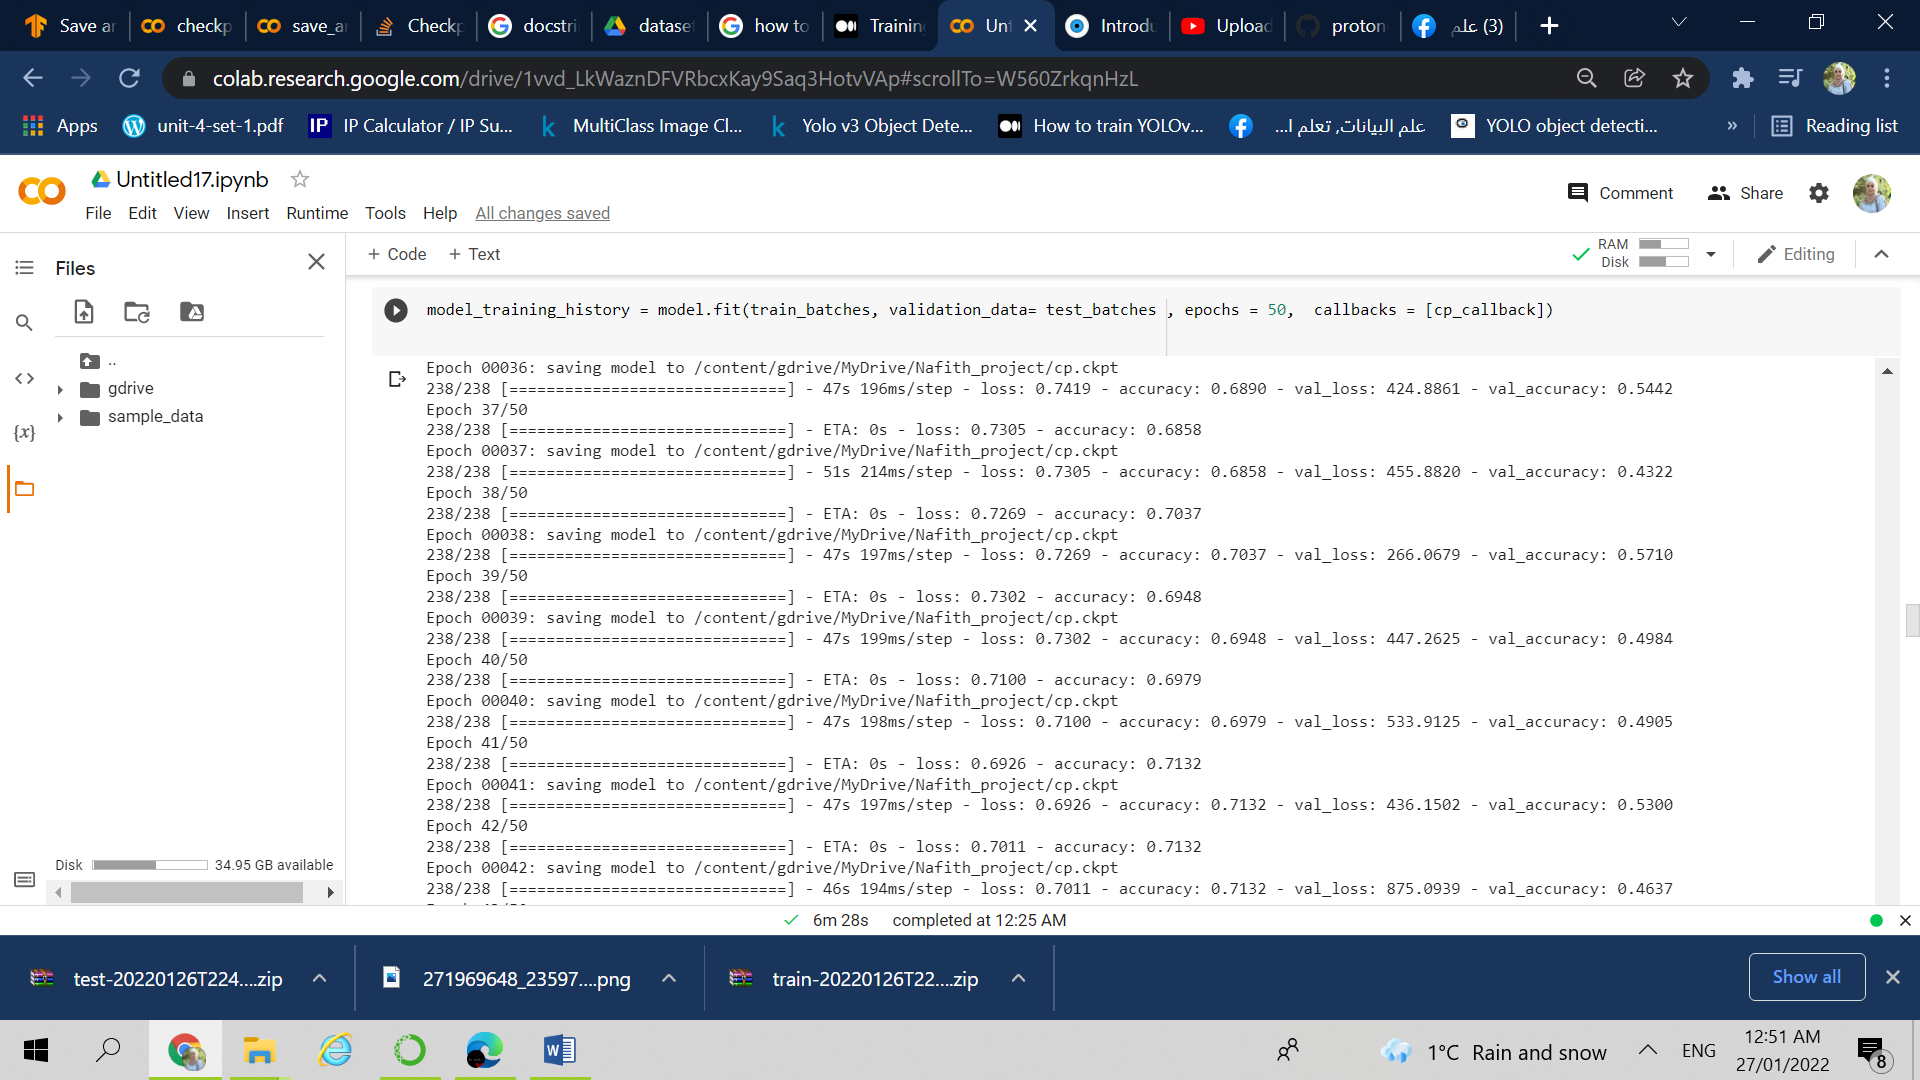 Save ar
checkp
save_a
Checkp
docstri
dataset
how to
Training
Unt
Introdu
Upload
proton
(3) علم
colab.research.google.com/drive/1vvd_LkWaznDFVRbcxKay9Saq3HotvVAp#scrollTo=W560ZrkqnHzL
Apps
unit-4-set-1.pdf
IP
IP Calculator / IP Su...
k
MultiClass Image Cl...
k
Yolo v3 Object Dete...
How to train YOLOv...
علم البيانات, تعلم ا...
YOLO object detecti...
»
Reading list
Untitled17.ipynb
Comment
Share
File Edit View Insert Runtime Tools Help All changes saved
Files
+ Code + Text
RAM
Disk
Editing
model_training_history = model.fit(train_batches, validation_data= test_batches , epochs = 50,  callbacks = [cp_callback])
..
gdrive
sample_data
{x}
Epoch 00036: saving model to /content/gdrive/MyDrive/Nafith_project/cp.ckpt
238/238 [==============================] - 47s 196ms/step - loss: 0.7419 - accuracy: 0.6890 - val_loss: 424.8861 - val_accuracy: 0.5442
Epoch 37/50
238/238 [==============================] - ETA: 0s - loss: 0.7305 - accuracy: 0.6858
Epoch 00037: saving model to /content/gdrive/MyDrive/Nafith_project/cp.ckpt
238/238 [==============================] - 51s 214ms/step - loss: 0.7305 - accuracy: 0.6858 - val_loss: 455.8820 - val_accuracy: 0.4322
Epoch 38/50
238/238 [==============================] - ETA: 0s - loss: 0.7269 - accuracy: 0.7037
Epoch 00038: saving model to /content/gdrive/MyDrive/Nafith_project/cp.ckpt
238/238 [==============================] - 47s 197ms/step - loss: 0.7269 - accuracy: 0.7037 - val_loss: 266.0679 - val_accuracy: 0.5710
Epoch 39/50
238/238 [==============================] - ETA: 0s - loss: 0.7302 - accuracy: 0.6948
Epoch 00039: saving model to /content/gdrive/MyDrive/Nafith_project/cp.ckpt
238/238 [==============================] - 47s 199ms/step - loss: 0.7302 - accuracy: 0.6948 - val_loss: 447.2625 - val_accuracy: 0.4984
Epoch 40/50
238/238 [==============================] - ETA: 0s - loss: 0.7100 - accuracy: 0.6979
Epoch 00040: saving model to /content/gdrive/MyDrive/Nafith_project/cp.ckpt
238/238 [==============================] - 47s 198ms/step - loss: 0.7100 - accuracy: 0.6979 - val_loss: 533.9125 - val_accuracy: 0.4905
Epoch 41/50
238/238 [==============================] - ETA: 0s - loss: 0.6926 - accuracy: 0.7132
Epoch 00041: saving model to /content/gdrive/MyDrive/Nafith_project/cp.ckpt
238/238 [==============================] - 47s 197ms/step - loss: 0.6926 - accuracy: 0.7132 - val_loss: 436.1502 - val_accuracy: 0.5300
Epoch 42/50
238/238 [==============================] - ETA: 0s - loss: 0.7011 - accuracy: 0.7132
Epoch 00042: saving model to /content/gdrive/MyDrive/Nafith_project/cp.ckpt
238/238 [==============================] - 46s 194ms/step - loss: 0.7011 - accuracy: 0.7132 - val_loss: 875.0939 - val_accuracy: 0.4637
Disk 34.95 GB available
6m 28s completed at 12:25 AM
test-20220126T224....zip
271969648_23597....png
train-20220126T22....zip
Show all
W
1°C Rain and snow
ENG
12:51 AM
27/01/2022
8